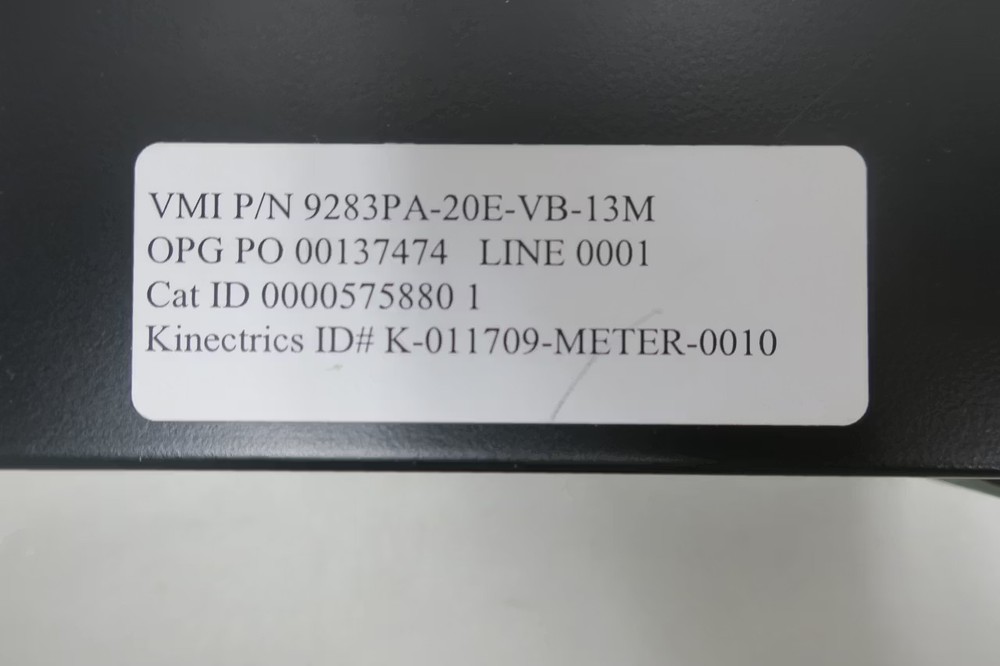 VMI P/N 9283PA-20E-VB-13M
OPG PO 00137474 LINE 0001
Cat ID 0000575880 1
Kinectrics ID# K-011709-METER-0010